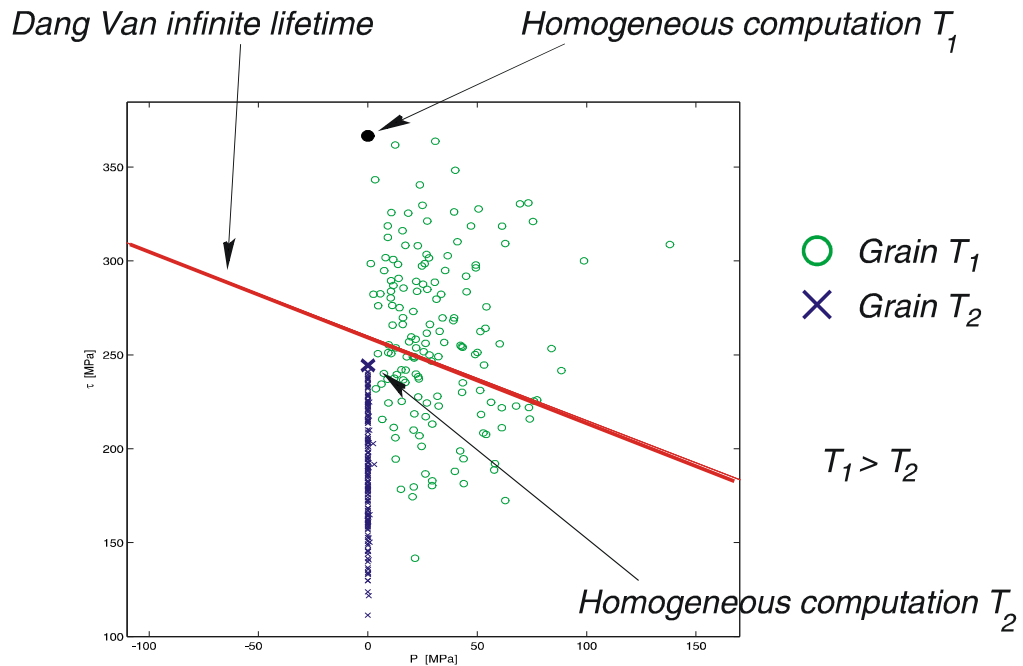 Dang Van infinite lifetime
Homogeneous computation T1
350
300
250
200
150
100
τ [MPa]
-100
-50
0
50
100
150
P [MPa]
Grain T1
Grain T2
T1 > T2
Homogeneous computation T2